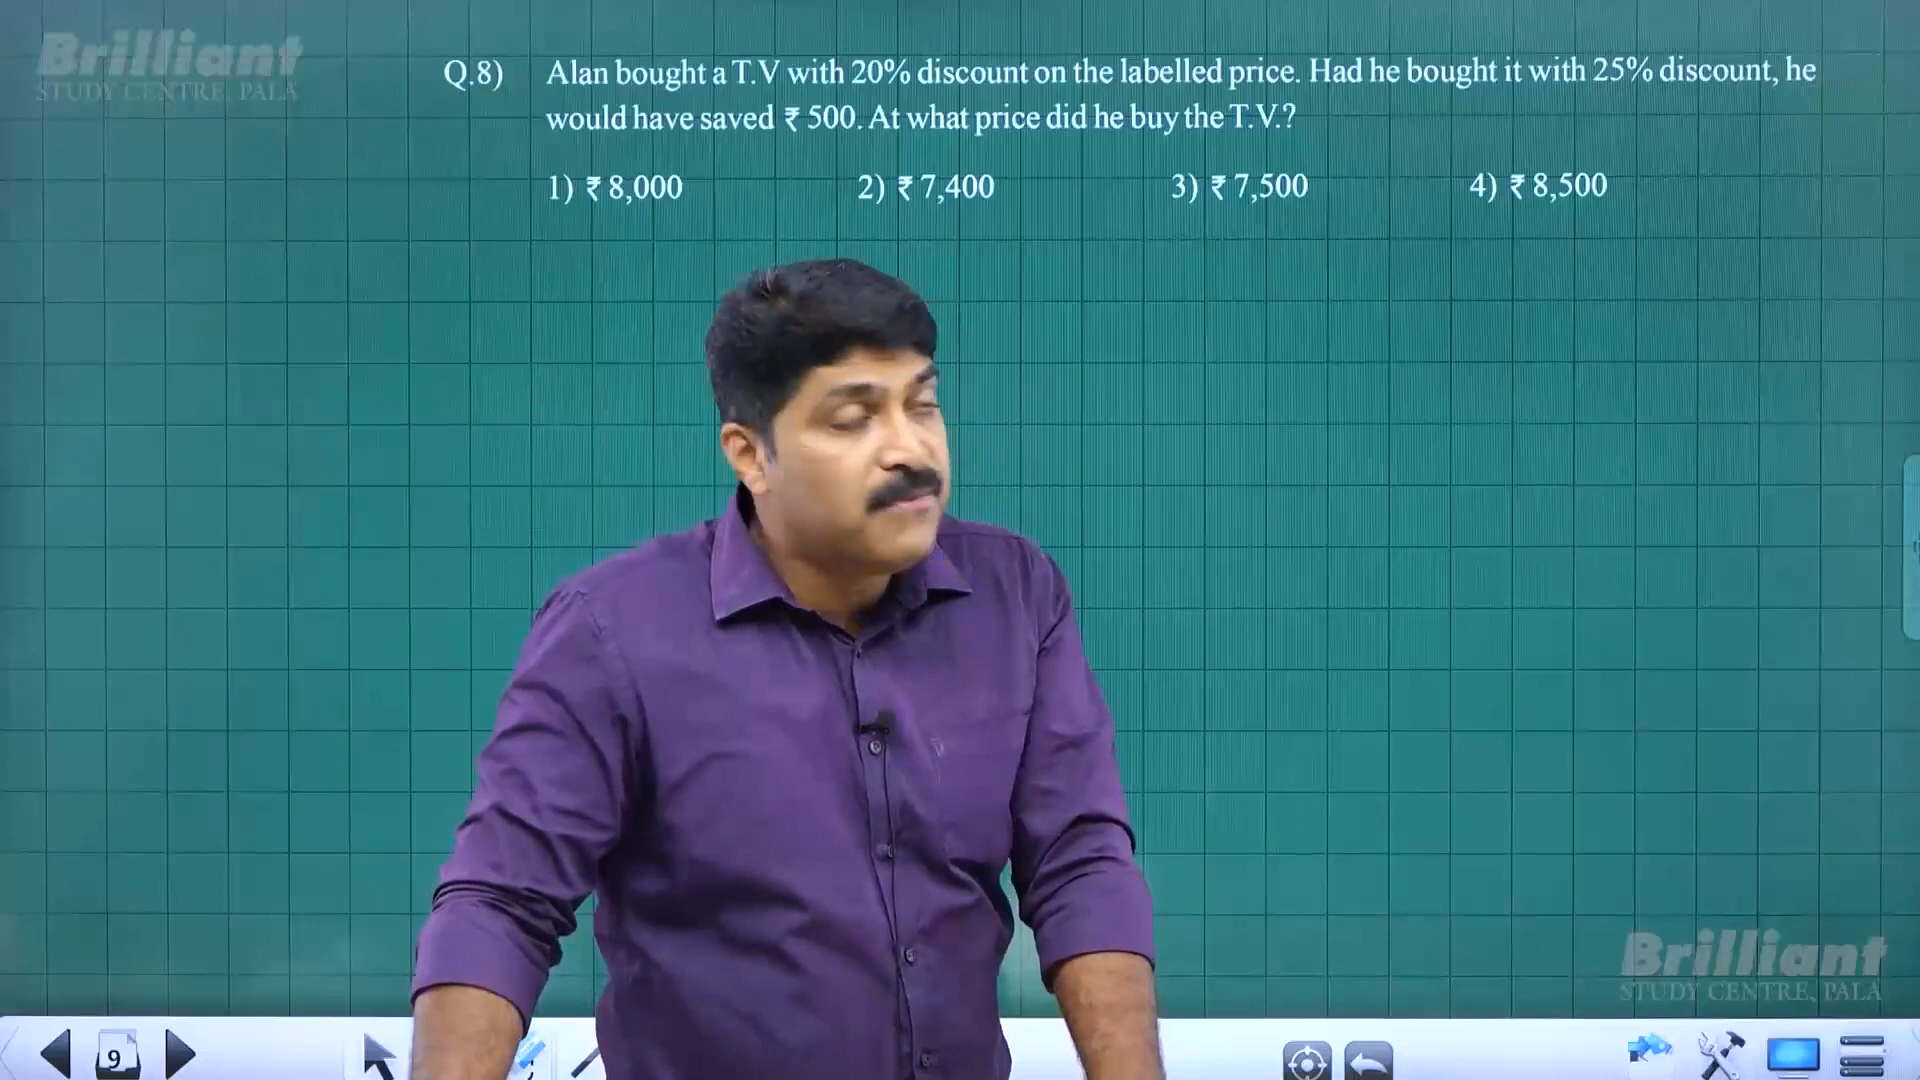 Brilliant
STUDY CENTRE, PALA
Q.8) Alan bought a T.V with 20% discount on the labelled price. Had he bought it with 25% discount, he
would have saved ₹ 500. At what price did he buy the T.V.?
1) ₹ 8,000 2) ₹ 7,400 3) ₹ 7,500 4) ₹ 8,500
Brilliant
STUDY CENTRE, PALA
9